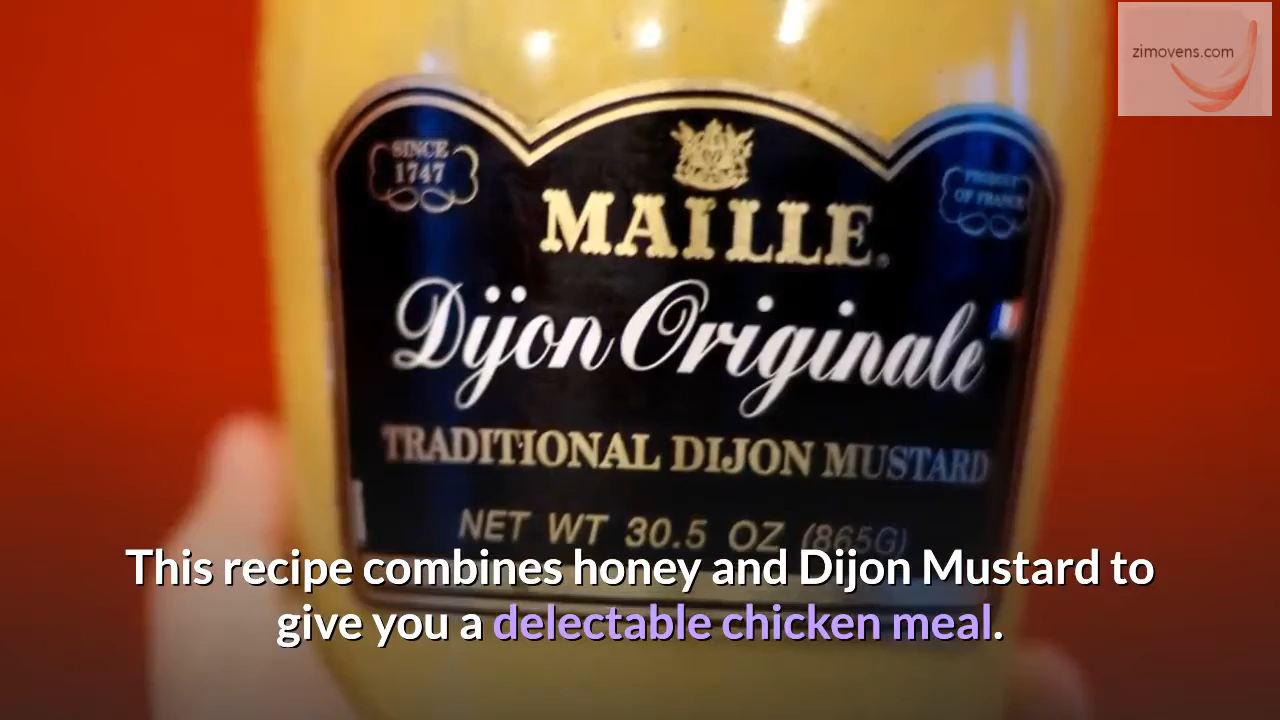 zimovens.com
SINCE
1747
PRODUCT
OF FRANCE
MAILLE®
Dijon Originale
TRADITIONAL DIJON MUSTARD
NET WT 30.5 OZ (865G)
This recipe combines honey and Dijon Mustard to
give you a delectable chicken meal.